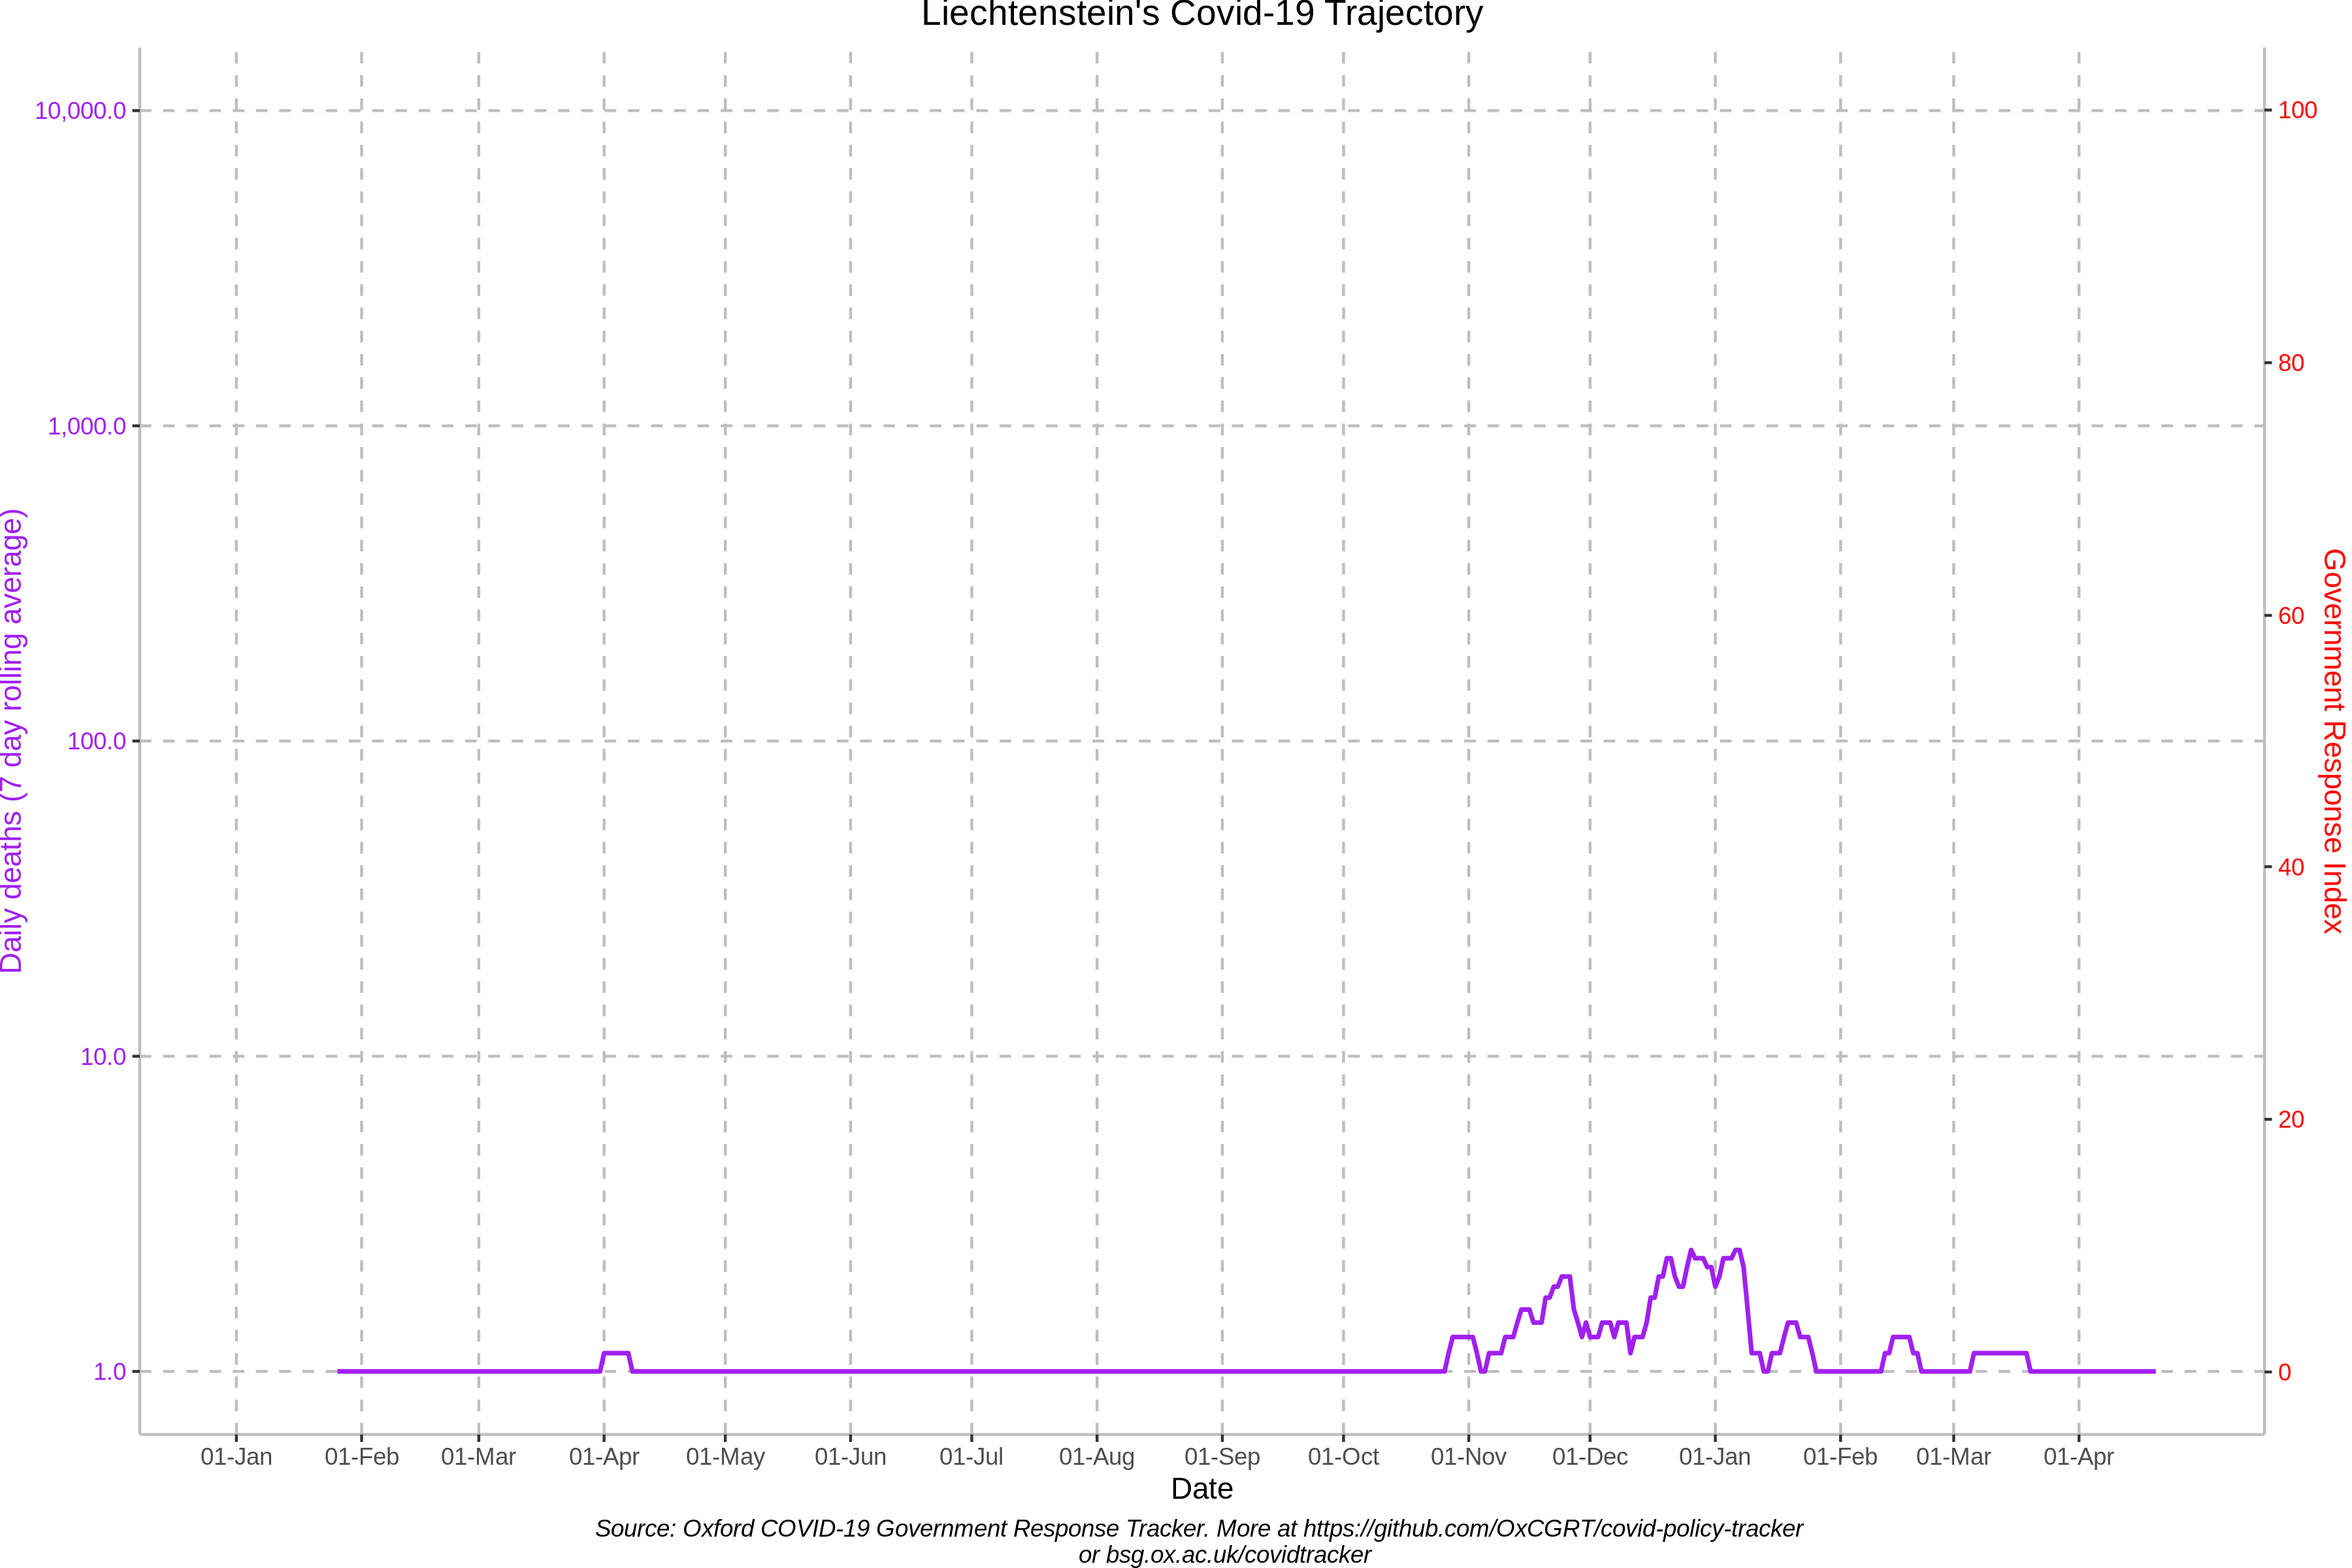 Liechtenstein's Covid-19 Trajectory
10,000.0
1,000.0
100.0
10.0
1.0
Daily deaths (7 day rolling average)
100
80
60
40
20
0
Government Response Index
01-Jan 01-Feb 01-Mar 01-Apr 01-May 01-Jun 01-Jul 01-Aug 01-Sep 01-Oct 01-Nov 01-Dec 01-Jan 01-Feb 01-Mar 01-Apr
Date
Source: Oxford COVID-19 Government Response Tracker. More at https://github.com/OxCGRT/covid-policy-tracker
or bsg.ox.ac.uk/covidtracker